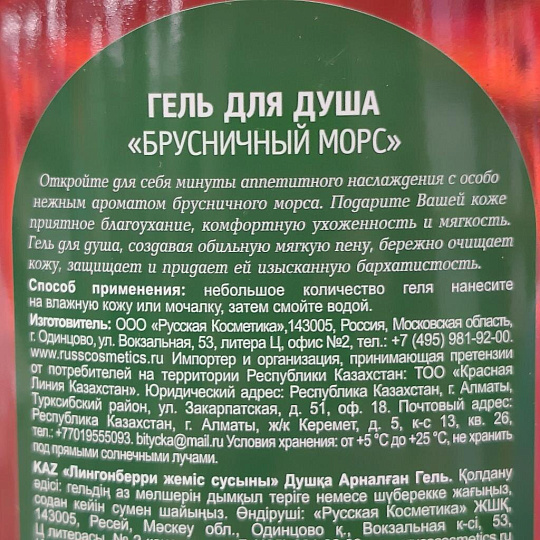 ГЕЛЬ ДЛЯ ДУША
«БРУСНИЧНЫЙ МОРС»
Откройте для себя минуты аппетитного наслаждения с особо
нежным ароматом брусничного морса. Подарите Вашей коже
приятное благоухание, комфортную ухоженность и мягкость.
Гель для душа, создавая обильную мягкую пену, бережно очищает
кожу, защищает и придает ей изысканную бархатистость.
Способ применения: небольшое количество геля нанесите
на влажную кожу или мочалку, затем смойте водой.
Изготовитель: ООО «Русская Косметика»,143005, Россия, Московская область,
г. Одинцово, ул. Вокзальная, 53, литера Ц, офис №2, тел.: +7 (495) 981-92-00.
www.russcosmetics.ru Импортер и организация, принимающая претензии
от потребителей на территории Республики Казахстан: ТОО «Красная
Линия Казахстан». Юридический адрес: Республика Казахстан, г. Алматы,
Турксибский район, ул. Закарпатская, д. 51, оф. 18. Почтовый адрес:
Республика Казахстан, г. Алматы, ж/к Керемет, д. 5, к-с 13, кв. 26,
тел.: +77019555093. bitycka@mail.ru Условия хранения: от +5 °С до +25 °С, не хранить
под прямыми солнечными лучами.
KAZ «Лингонберри жеміс сусыны» Душқа Арналған Гель. Қолдану
әдісі: гельдің аз мөлшерін дымқыл теріге немесе шүберекке жағыңыз,
содан кейін сумен шайыңыз. Өндіруші: «Русская Косметика» ЖШҚ,
143005, Ресей, Мәскеу обл., Одинцово қ., Вокзальная к-сі, 53,
Ц литерасы, №2